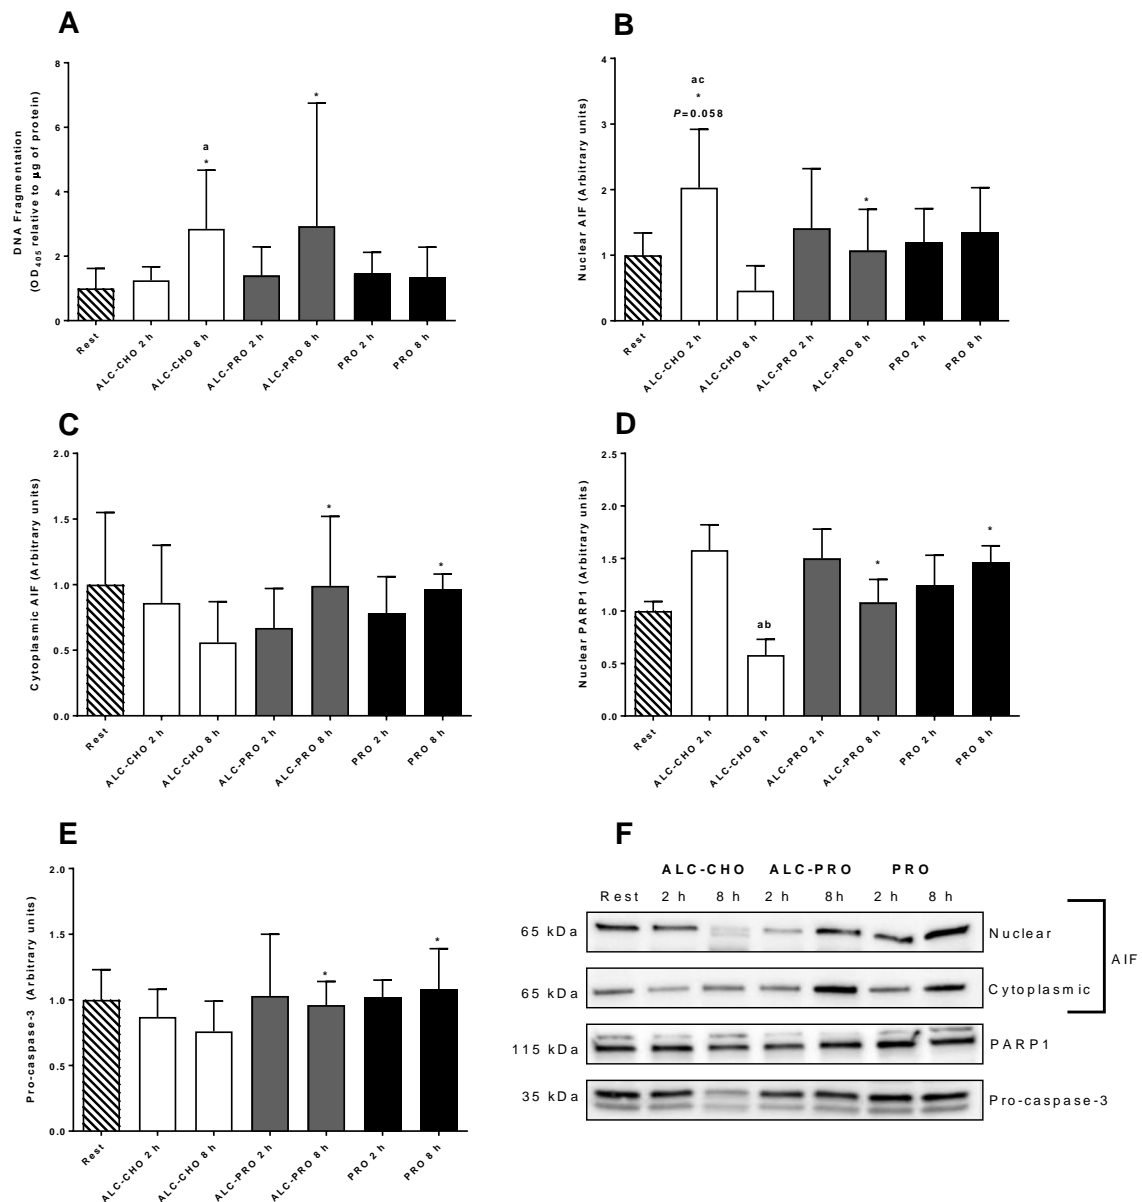 A
DNA Fragmentation
(OD405 relative to µg of protein)
8
6
4
2
0
a
*
*
Rest
ALC-CHO 2 h
ALC-CHO 8 h
ALC-PRO 2 h
ALC-PRO 8 h
PRO 2 h
PRO 8 h
B
Nuclear AIF (Arbitrary units)
4
3
2
1
0
ac
*
P=0.058
*
Rest
ALC-CHO 2 h
ALC-CHO 8 h
ALC-PRO 2 h
ALC-PRO 8 h
PRO 2 h
PRO 8 h
C
Cytoplasmic AIF (Arbitrary units)
2.0
1.5
1.0
0.5
0.0
*
*
Rest
ALC-CHO 2 h
ALC-CHO 8 h
ALC-PRO 2 h
ALC-PRO 8 h
PRO 2 h
PRO 8 h
D
Nuclear PARP1 (Arbitrary units)
2.5
2.0
1.5
1.0
0.5
0.0
ab
*
*
Rest
ALC-CHO 2 h
ALC-CHO 8 h
ALC-PRO 2 h
ALC-PRO 8 h
PRO 2 h
PRO 8 h
E
Pro-caspase-3 (Arbitrary units)
2.0
1.5
1.0
0.5
0.0
*
*
Rest
ALC-CHO 2 h
ALC-CHO 8 h
ALC-PRO 2 h
ALC-PRO 8 h
PRO 2 h
PRO 8 h
F
ALC-CHO ALC-PRO PRO
Rest 2 h 8 h 2 h 8h 2 h 8 h
65 kDa Nuclear
AIF
65 kDa Cytoplasmic
115 kDa PARP1
35 kDa Pro-caspase-3